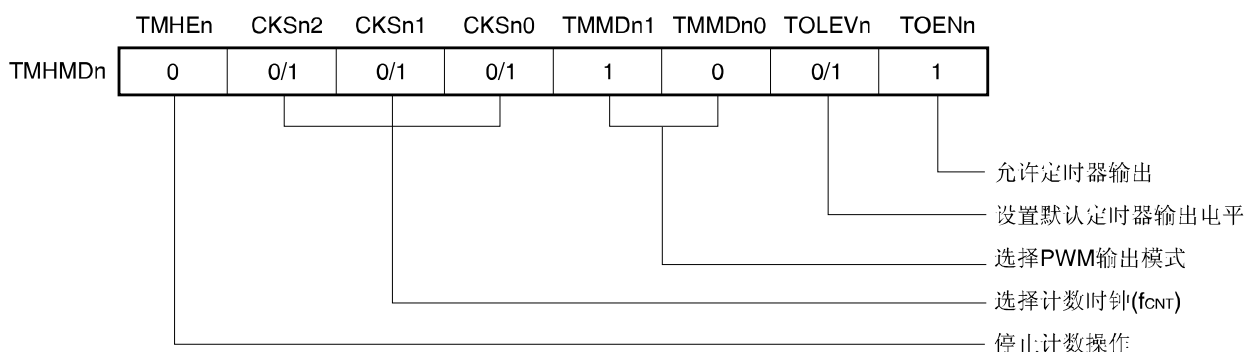 TMHEn CKSn2 CKSn1 CKSn0 TMMDn1 TMMDn0 TOLEVn TOENn
TMHMDn 0 0/1 0/1 0/1 1 0 0/1 1
允许定时器输出
设置默认定时器输出电平
选择PWM输出模式
选择计数时钟(fCNT)
停止计数操作